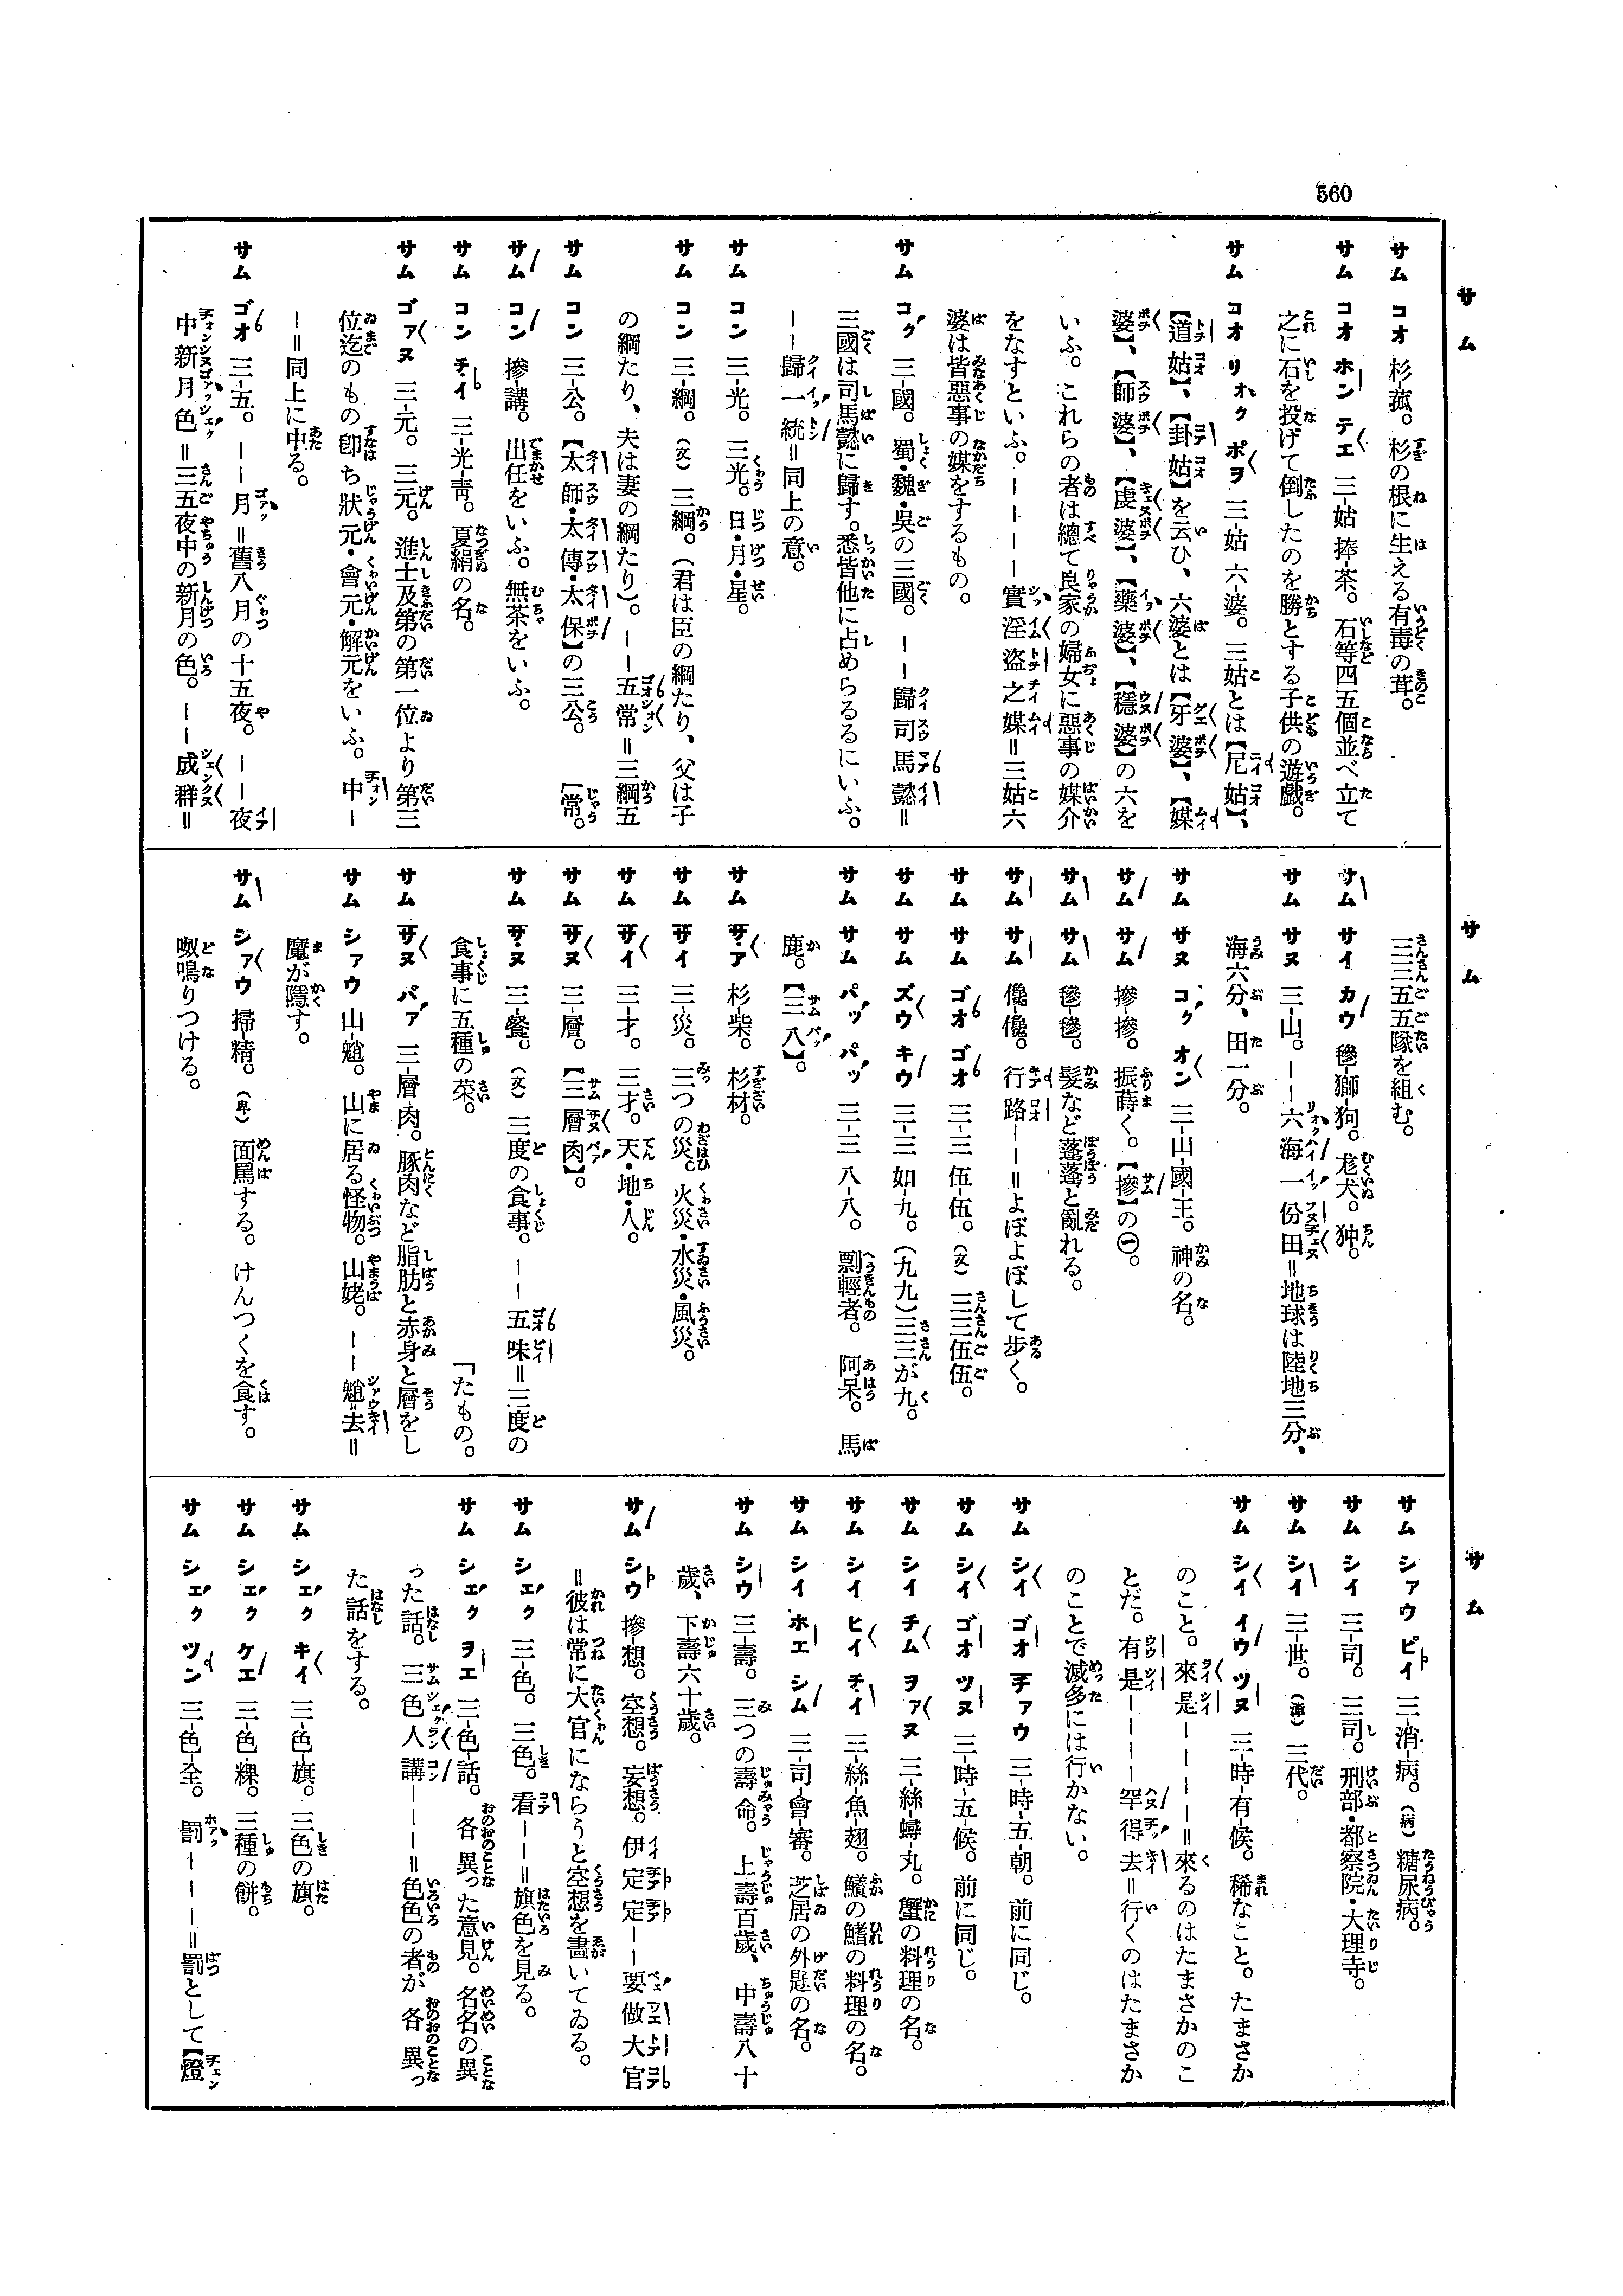 560
サム
サム コオ 杉-菰。杉の根に生える有毒の茸。
サム コオ ホン テエ 三-姑 捧-茶。石等四五個並べ立て
之に石を投げて倒したのを勝とする子供の遊戲。
サム コオ リォク ポヲ 三-姑 六-婆。三姑とは【尼姑】、
【道姑】、【卦姑】を云ひ、六婆とは【牙婆】、【媒
婆】、【師婆】、【虔婆】、【藥婆】、【穩婆】の六を
いふ。これらの者は總て良家の婦女に惡事の媒介
をなすといふ。－－－－實淫盜之媒＝三姑六
婆は皆惡事の媒をするもの。
サム コク 三-國。蜀・魏・吳の三國。－－歸司馬懿＝
三國は司馬懿に歸す。悉皆他に占めらるるにいふ。
－－歸一統＝同上の意。
サム コン 三-光。三光。日・月・星。
サム コン 三-綱。(文) 三綱。(君は臣の綱たり、父は子
の綱たり、夫は妻の綱たり)。－－五常＝三綱五
サム コン 三-公。【太師・太傳・太保】の三公。 [常。
サム コン 摻-講。出任をいふ。無茶をいふ。
サム コン チイ 三-光靑。夏絹の名。
サム ゴァヌ 三-元。三元。進士及第の第一位より第三
位迄のもの卽ち狀元・會元・解元をいふ。中－
－＝同上に中る。
サム ゴオ 三-五。－－月＝舊八月の十五夜。－－夜
中新月色＝三五夜中の新月の色。－－成群＝
サム
三三五五隊を組む。
サム サイ カウ 毿-獅-狗。尨犬。狆。
サム サヌ 三-山。－－六海一份田＝地球は陸地三分、
海六分、田一分。
サム サヌ コク オン 三-山-國-王。神の名。
サム サム 摻-摻。振蒔く。【摻】の㊀。
サム サム 毿-毿。髮など蓬蓬と亂れる。
サム サム 儳-儳。行路－－＝よぼよぼして步く。
サム サム ゴオ ゴオ 三-三 伍-伍。(文) 三三伍伍。
サム サム ズウ キウ 三-三 如-九。(九九)三三が九。
サム サム パッ パッ 三-三 八-八。剽輕者。阿呆。馬
鹿。【三八】。
サム サア 杉-柴。杉材。
サム サイ 三-災。三つの災。火災・水災・風災。
サム サイ 三-才。三才。天・地・人。
サム サヌ 三-層。【三層肉】。
サム サヌ 三-餐。(文) 三度の食事。－－五味＝三度の
食事に五種の菜。 [たもの。
サム サヌ バァ 三-層-肉。豚肉など脂肪と赤身と層をし
サム シァウ 山-魈。山に居る怪物。山姥。－－魈-去＝
魔が隱す。
サム シァウ 掃-精。(卑) 面罵する。けんつくを食す。
呶鳴りつける。
サム
サム シァウ ピイ 三-消-病。(病) 糖尿病。
サム シイ 三-司。三司。刑部・都察院・大理寺。
サム シイ 三-世。三代。
サム シイ イウ ツヌ 三-時-有-候。稀なこと。たまさか
のこと。來是－－－－＝來るのはたまさかのこ
とだ。有是－－－－罕得去＝行くのはたまさか
のことで滅多には行かない。
サム シイ ゴオ チァウ 三-時-五-朝。前に同じ。
サム シイ ゴオ ツヌ 三-時-五-候。前に同じ。
サム シイ チム ヲァヌ 三-絲-蟳-丸。蟹の料理の名。
サム シイ ヒイ チイ 三-絲-魚-翅。鱶の鰭の料理の名。
サム シイ ホエ シム 三-司-會-審。芝居の外題の名。
サム シウ 三-壽。三つの壽命。上壽百歲、中壽八十
歲、下壽六十歲。
サム シウ 摻-想。空想。妄想。伊定定－－要做大官
＝彼は常に大官にならうと空想を畵いてゐる。
サム シェク 三-色。三色。看－－＝旗色を見る。
サム シェク ヲエ 三-色-話。各異った意見。名名の異
った話。三色人講－－－＝色色の者が各異っ
た話をする。
サム シェク キイ 三-色-旗。三色の旗。
サム シェク ケエ 三-色-粿。三種の餅。
サム シェク ツン 三-色-全。罰－－－＝罰として【燈